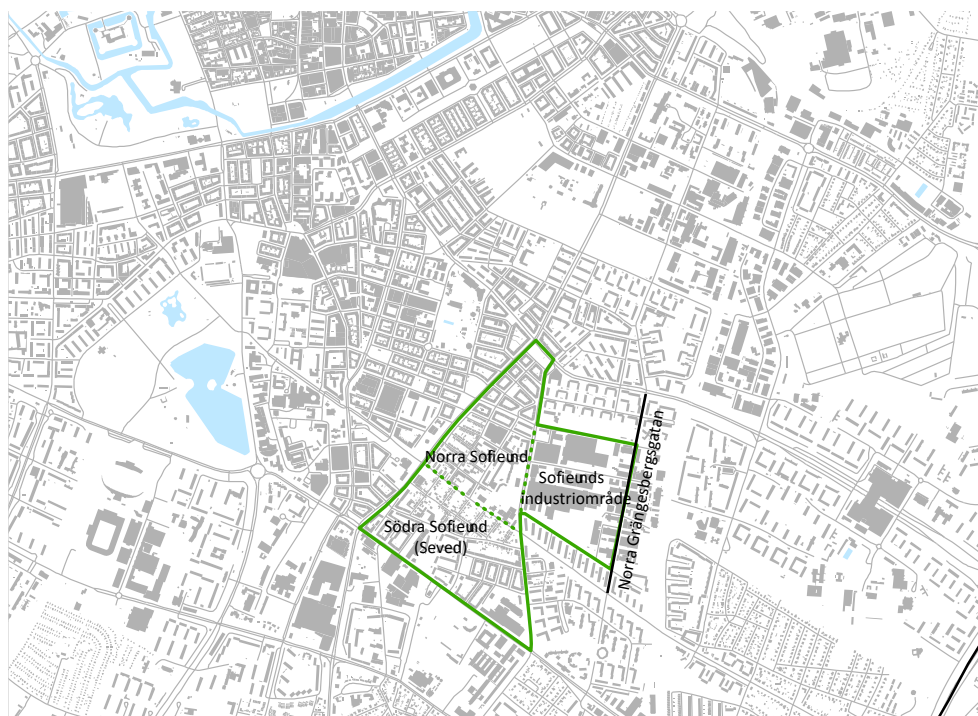 Norra Sofielund
Sofielunds
industriområde
Södra Sofielund
(Seved)
Norra Grängesbergsgatan